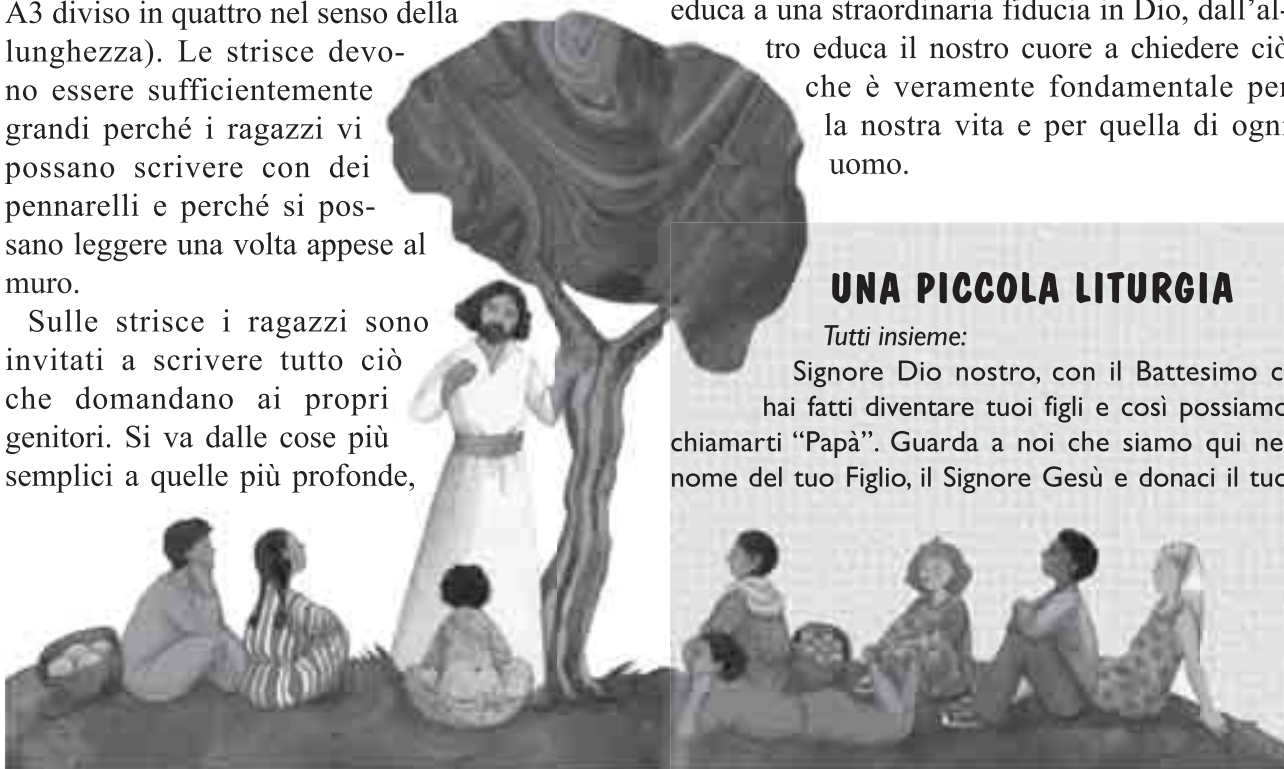 A3 diviso in quattro nel senso della
lunghezza). Le strisce devo-
no essere sufficientemente
grandi perché i ragazzi vi
possano scrivere con dei
pennarelli e perché si pos-
sano leggere una volta appese al
muro.
Sulle strisce i ragazzi sono
invitati a scrivere tutto ciò
che domandano ai propri
genitori. Si va dalle cose più
semplici a quelle più profonde,
educa a una straordinaria fiducia in Dio, dall'al-
tro educa il nostro cuore a chiedere ciò
che è veramente fondamentale per
la nostra vita e per quella di ogni
uomo.
UNA PICCOLA LITURGIA
Tutti insieme:
Signore Dio nostro, con il Battesimo
hai fatti diventare tuoi figli e così possiamo
chiamarti “Papà”. Guarda a noi che siamo qui
nome del tuo Figlio, il Signore Gesù e donaci il tuo